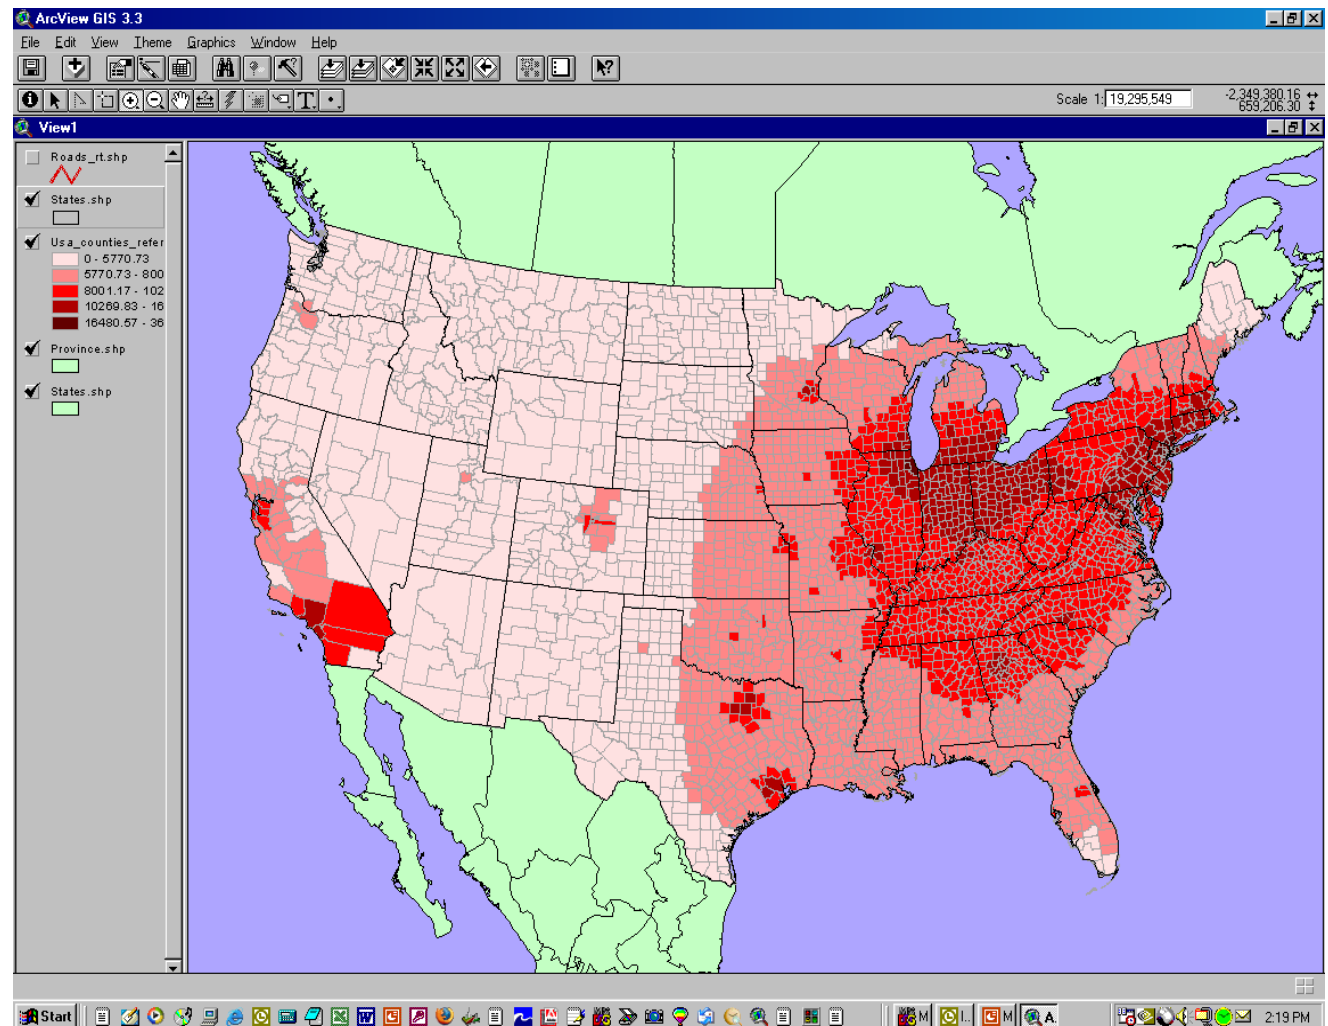 ArcView GIS 3.3
File Edit View Theme Graphics Window Help
Scale 1: 19,295,549
-2,349,380.16
659,206.30
View1
Roads_rt.shp
States.shp
Usa_counties_refer
0 - 5770.73
5770.73 - 800
8001.17 - 102
10269.83 - 16
16480.57 - 36
Province.shp
States.shp
Start
M
I..
M
A.
2:19 PM